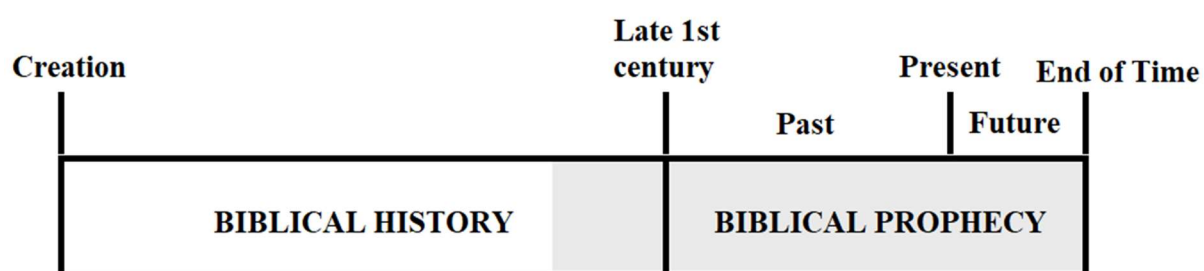 Late 1st
century
Creation
Present
End of Time
Past
Future
BIBLICAL HISTORY
BIBLICAL PROPHECY